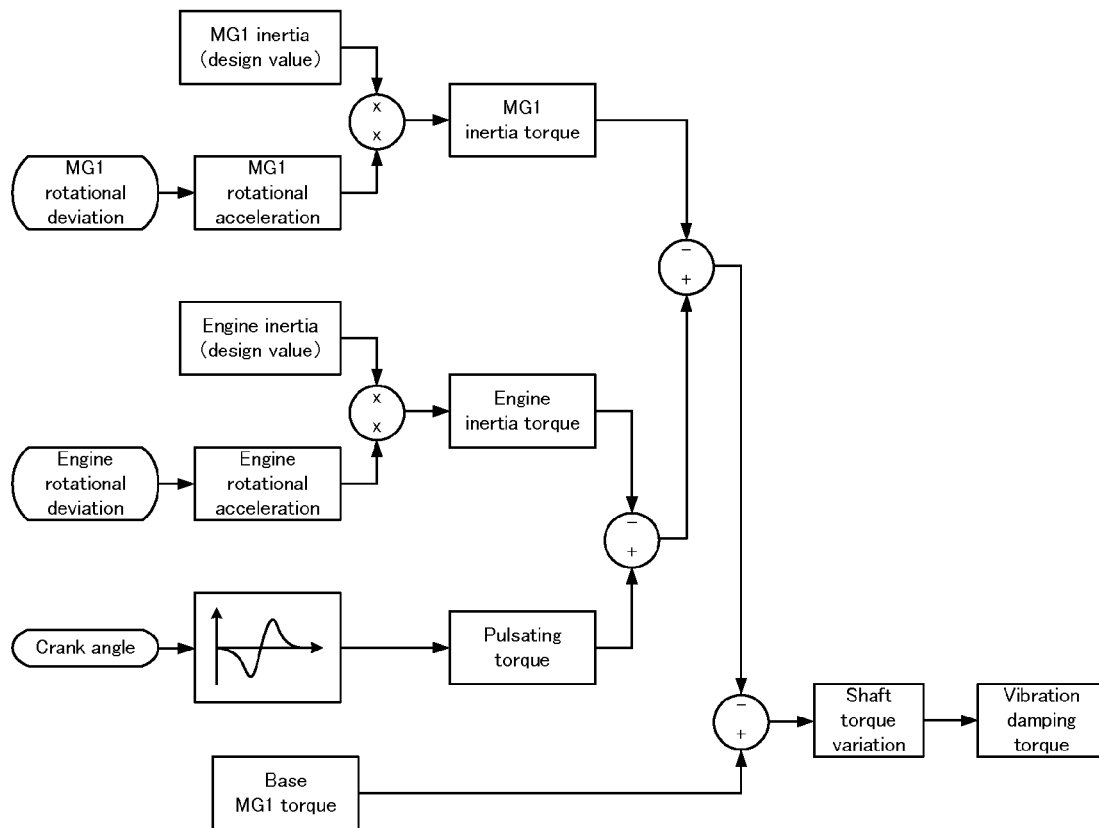 MG1 inertia
(design value)
x
x
MG1
inertia torque
MG1
rotational
deviation
MG1
rotational
acceleration
-
+
Engine inertia
(design value)
x
x
Engine
inertia torque
Engine
rotational
deviation
Engine
rotational
acceleration
-
+
Crank angle
Pulsating
torque
-
+
Shaft
torque
variation
Vibration
damping
torque
Base
MG1 torque